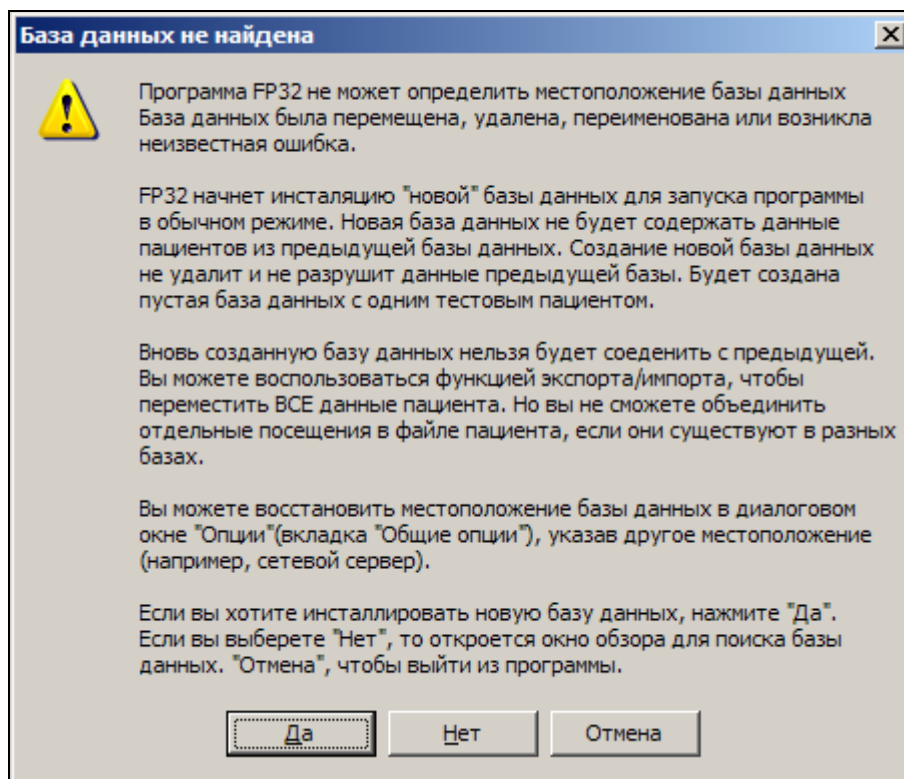 База данных не найдена
Программа FP32 не может определить местоположение базы данных
База данных была перемещена, удалена, переименована или возникла
неизвестная ошибка.
FP32 начнет инсталяцию "новой" базы данных для запуска программы
в обычном режиме. Новая база данных не будет содержать данные
пациентов из предыдущей базы данных. Создание новой базы данных
не удалит и не разрушит данные предыдущей базы. Будет создана
пустая база данных с одним тестовым пациентом.
Вновь созданную базу данных нельзя будет соеденить с предыдущей.
Вы можете воспользоваться функцией экспорта/импорта, чтобы
переместить ВСЕ данные пациента. Но вы не сможете объединить
отдельные посещения в файле пациента, если они существуют в разных
базах.
Вы можете восстановить местоположение базы данных в диалоговом
окне "Опции"(вкладка "Общие опции"), указав другое местоположение
(например, сетевой сервер).
Если вы хотите инсталлировать новую базу данных, нажмите "Да".
Если вы выберете "Нет", то откроется окно обзора для поиска базы
данных. "Отмена", чтобы выйти из программы.
Да Нет Отмена